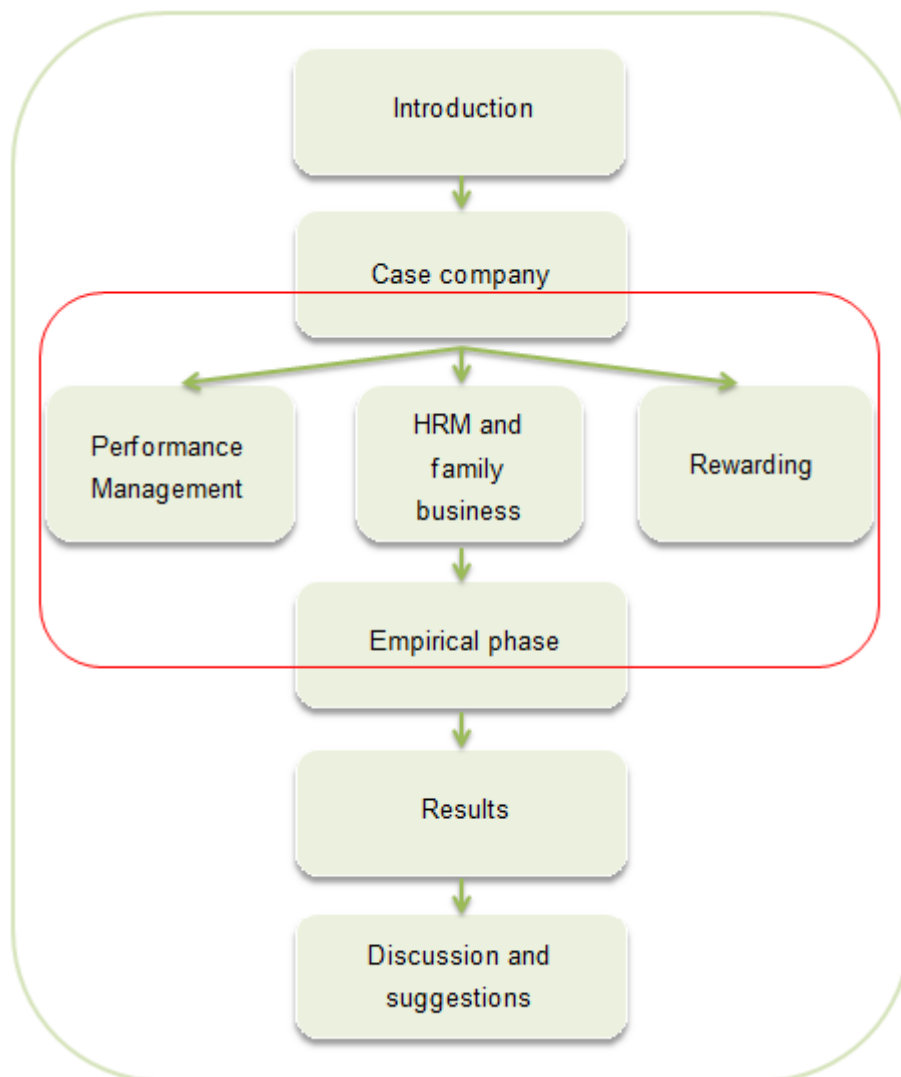 Introduction
Case company
Performance
Management
HRM and
family
business
Rewarding
Empirical phase
Results
Discussion and
suggestions